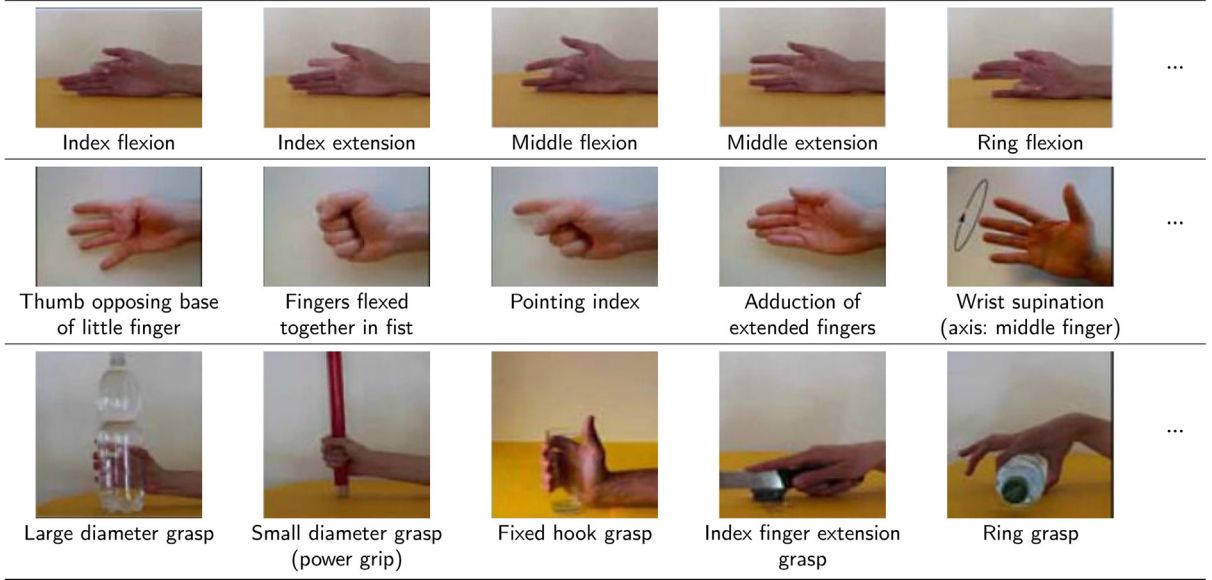 ...
Index flexion
Index extension
Middle flexion
Middle extension
Ring flexion
...
Thumb opposing base
of little finger
Fingers flexed
together in fist
Pointing index
Adduction of
extended fingers
Wrist supination
(axis: middle finger)
...
Large diameter grasp
Small diameter grasp
(power grip)
Fixed hook grasp
Index finger extension
grasp
Ring grasp